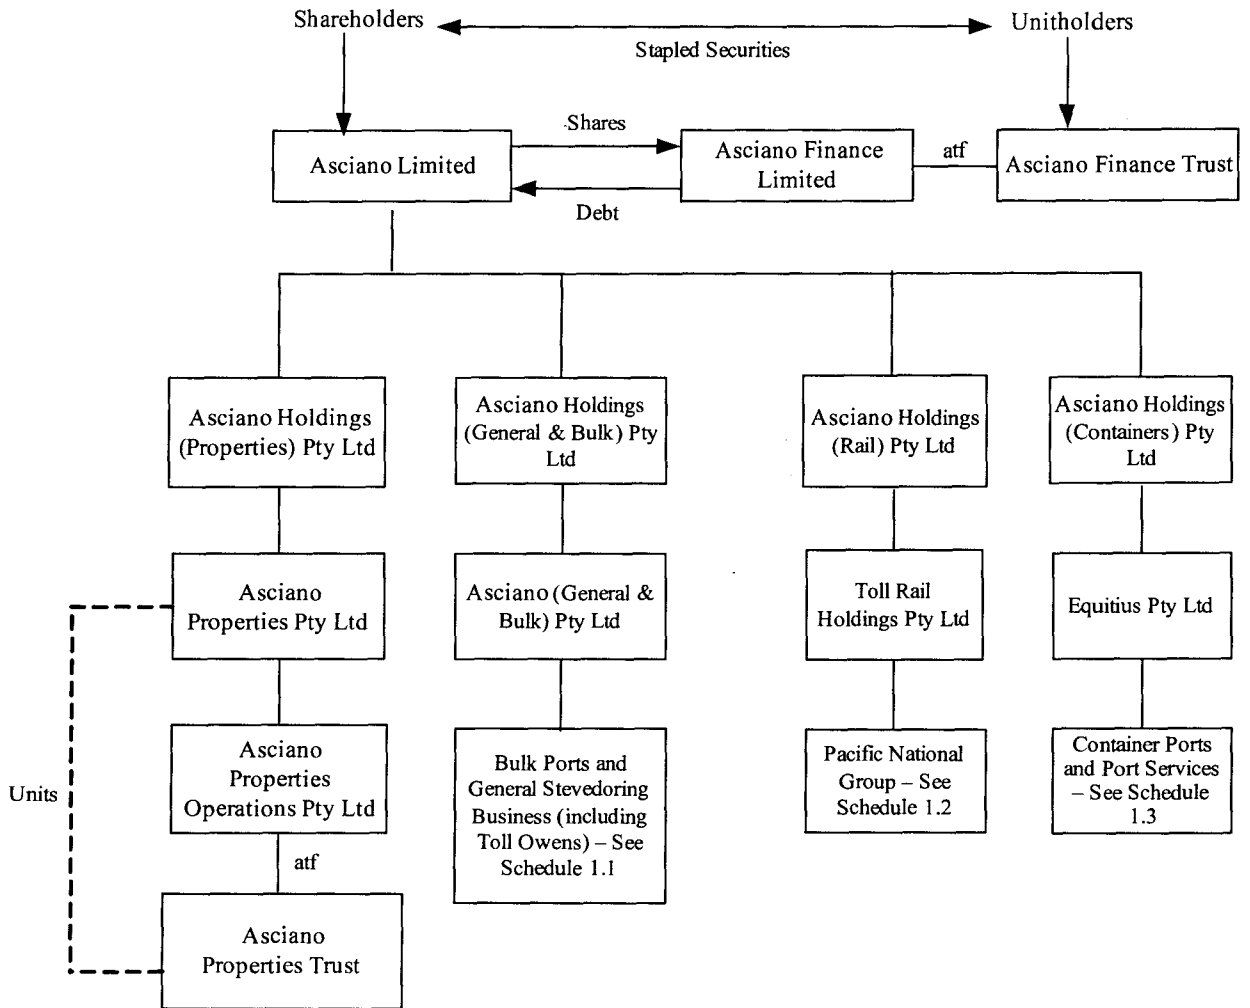 Shareholders
Unitholders
Stapled Securities
Shares
Asciano Limited
Asciano Finance
Limited
atf
Asciano Finance Trust
Debt
Asciano Holdings
(Properties) Pty Ltd
Asciano Holdings
(General & Bulk) Pty
Ltd
Asciano Holdings
(Rail) Pty Ltd
Asciano Holdings
(Containers) Pty
Ltd
Asciano
Properties Pty Ltd
Asciano (General &
Bulk) Pty Ltd
Toll Rail
Holdings Pty Ltd
Equitius Pty Ltd
Units
Asciano
Properties
Operations Pty Ltd
Bulk Ports and
General Stevedoring
Business (including
Toll Owens) – See
Schedule 1.1
Pacific National
Group – See
Schedule 1.2
Container Ports
and Port Services
– See Schedule
1.3
atf
Asciano
Properties Trust